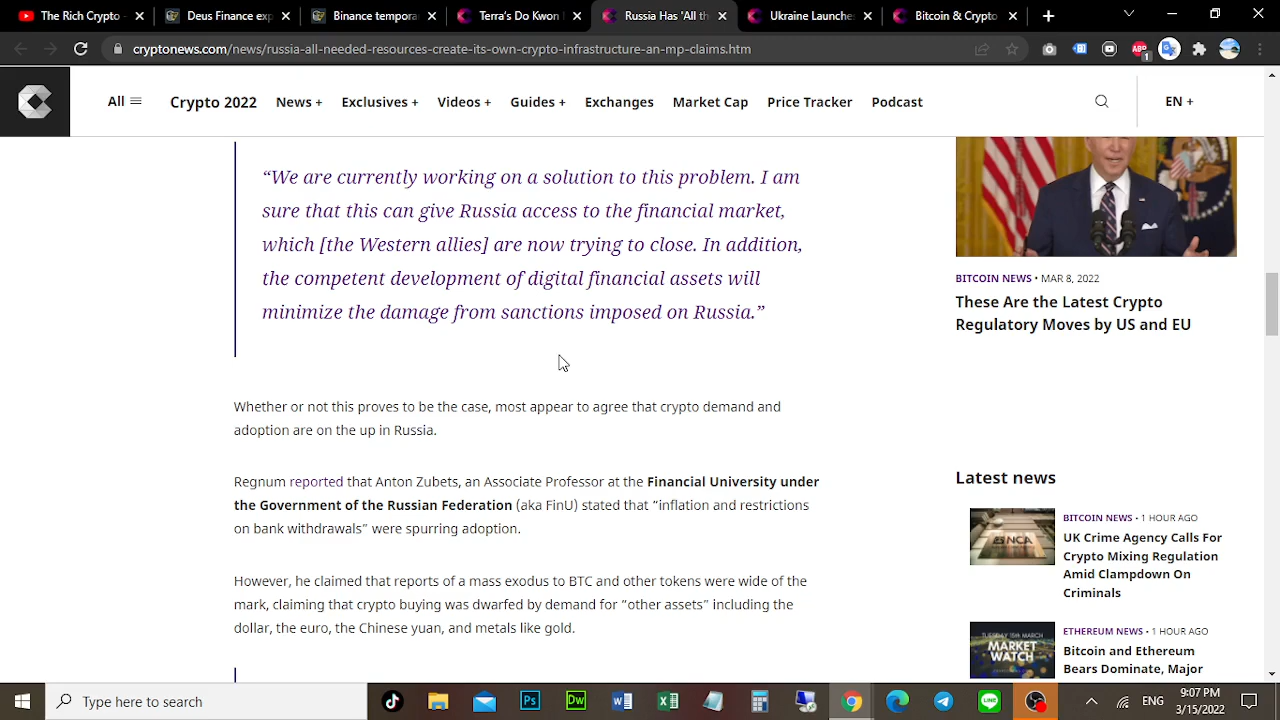 The Rich Crypto -
Deus Finance exp
Binance tempora
Terra's Do Kwon
Russia Has 'All th
Ukraine Launche
Bitcoin & Crypto
cryptonews.com/news/russia-all-needed-resources-create-its-own-crypto-infrastructure-an-mp-claims.htm
ABP
1
All
Crypto 2022
News +
Exclusives +
Videos +
Guides +
Exchanges
Market Cap
Price Tracker
Podcast
EN +
“We are currently working on a solution to this problem. I am
sure that this can give Russia access to the financial market,
which [the Western allies] are now trying to close. In addition,
the competent development of digital financial assets will
minimize the damage from sanctions imposed on Russia.”
Whether or not this proves to be the case, most appear to agree that crypto demand and
adoption are on the up in Russia.
Regnum reported that Anton Zubets, an Associate Professor at the Financial University under
the Government of the Russian Federation (aka FinU) stated that “inflation and restrictions
on bank withdrawals” were spurring adoption.
However, he claimed that reports of a mass exodus to BTC and other tokens were wide of the
mark, claiming that crypto buying was dwarfed by demand for “other assets” including the
dollar, the euro, the Chinese yuan, and metals like gold.
BITCOIN NEWS • MAR 8, 2022
These Are the Latest Crypto
Regulatory Moves by US and EU
Latest news
NCA
BITCOIN NEWS • 1 HOUR AGO
UK Crime Agency Calls For
Crypto Mixing Regulation
Amid Clampdown On
Criminals
TUESDAY 15th MARCH
MARKET
WATCH
ETHEREUM NEWS • 1 HOUR AGO
Bitcoin and Ethereum
Bears Dominate, Major
Type here to search
Ps
Dw
LINE
ENG
9:07 PM
3/15/2022